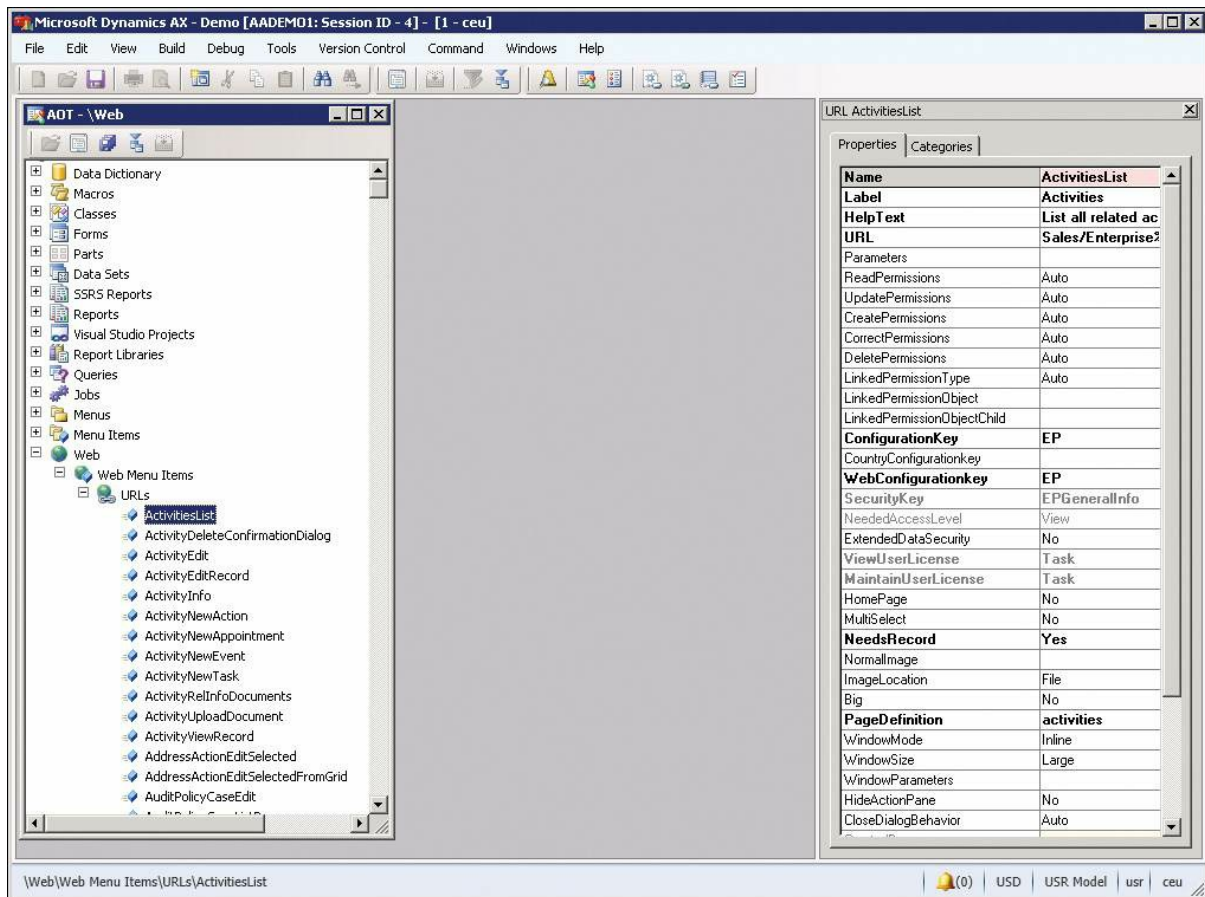 Microsoft Dynamics AX - Demo [AADEMO1: Session ID - 4] - [1 - ceu]
File Edit View Build Debug Tools Version Control Command Windows Help
AOT - \Web
Data Dictionary
Macros
Classes
Forms
Parts
Data Sets
SSRS Reports
Reports
Visual Studio Projects
Report Libraries
Queries
Jobs
Menus
Menu Items
Web
Web Menu Items
URLs
ActivitiesList
ActivityDeleteConfirmationDialog
ActivityEdit
ActivityEditRecord
ActivityInfo
ActivityNewAction
ActivityNewAppointment
ActivityNewEvent
ActivityNewTask
ActivityRelInfoDocuments
ActivityUploadDocument
ActivityViewRecord
AddressActionEditSelected
AddressActionEditSelectedFromGrid
AuditPolicyCaseEdit
URL ActivitiesList
Properties Categories
Name ActivitiesList
Label Activities
HelpText List all related ac
URL Sales/Enterprise%
Parameters
ReadPermissions Auto
UpdatePermissions Auto
CreatePermissions Auto
CorrectPermissions Auto
DeletePermissions Auto
LinkedPermissionType Auto
LinkedPermissionObject
LinkedPermissionObjectChild
ConfigurationKey EP
CountryConfigurationkey
WebConfigurationkey EP
SecurityKey EPGeneralInfo
NeededAccessLevel View
ExtendedDataSecurity No
ViewUserLicense Task
MaintainUserLicense Task
HomePage No
MultiSelect No
NeedsRecord Yes
NormalImage
ImageLocation File
Big No
PageDefinition activities
WindowMode Inline
WindowSize Large
WindowParameters
HideActionPane No
CloseDialogBehavior Auto
\Web\Web Menu Items\URLs\ActivitiesList (0) USD USR Model usr ceu